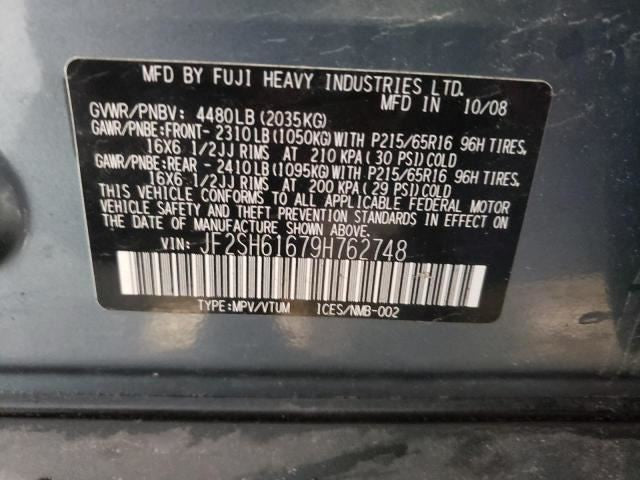 MFD BY FUJI HEAVY INDUSTRIES LTD.
MFD IN 10/08
GVWR/PNBV: 4480LB (2035KG)
GAWR/PNBE:FRONT- 2310LB(1050KG)WITH P215/65R16 96H TIRES,
16X6 1/2JJ RIMS AT 210 KPA ( 30 PSI)COLD
GAWR/PNBE:REAR - 2410LB(1095KG)WITH P215/65R16 96H TIRES,
16X6 1/2JJ RIMS AT 200 KPA ( 29 PSI)COLD
THIS VEHICLE CONFORMS TO ALL APPLICABLE FEDERAL MOTOR
VEHICLE SAFETY AND THEFT PREVENTION STANDARDS IN EFFECT ON
THE DATE OF MANUFACTURE SHOWN ABOVE.
VIN: JF2SH61679H762748
TYPE:MPV/VTUM ICES/NMB-002